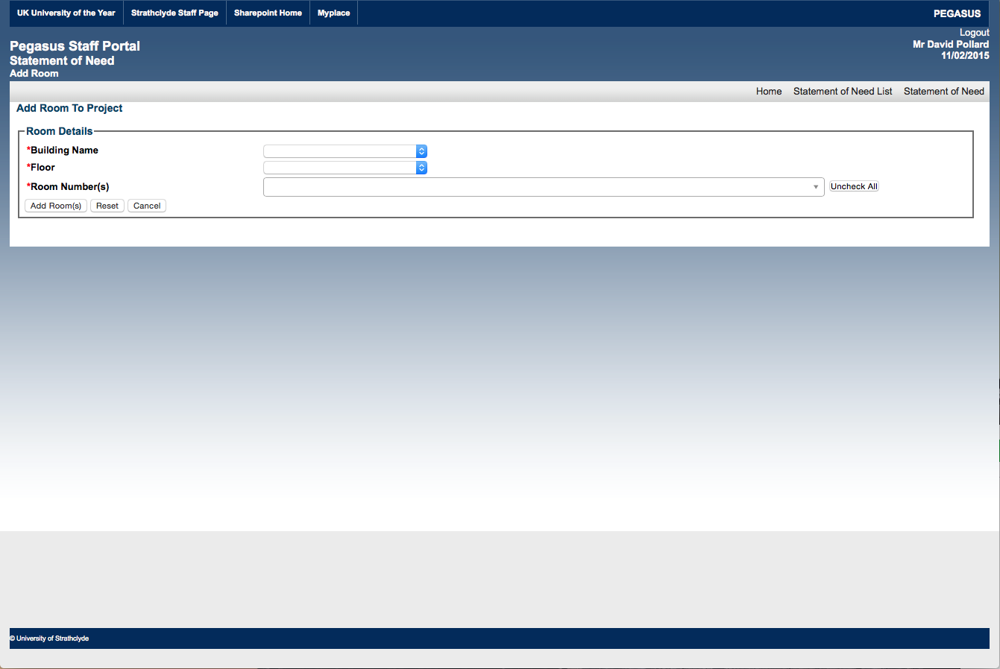 UK University of the Year Strathclyde Staff Page Sharepoint Home Myplace PEGASUS
Logout
Pegasus Staff Portal Mr David Pollard
Statement of Need 11/02/2015
Add Room
Home Statement of Need List Statement of Need
Add Room To Project
Room Details
*Building Name
*Floor
*Room Number(s) Uncheck All
Add Room(s) Reset Cancel
© University of Strathclyde